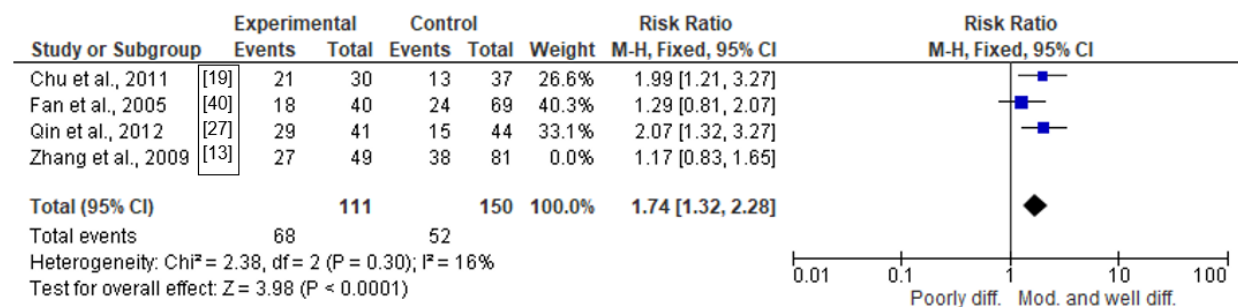 Experimental Control Risk Ratio Risk Ratio
Study or Subgroup Events Total Events Total Weight M-H, Fixed, 95% CI M-H, Fixed, 95% CI
Chu et al., 2011 [19] 21 30 13 37 26.6% 1.99 [1.21, 3.27]
Fan et al., 2005 [40] 18 40 24 69 40.3% 1.29 [0.81, 2.07]
Qin et al., 2012 [27] 29 41 15 44 33.1% 2.07 [1.32, 3.27]
Zhang et al., 2009 [13] 27 49 38 81 0.0% 1.17 [0.83, 1.65]
Total (95% CI) 111 150 100.0% 1.74 [1.32, 2.28]
Total events 68 52
Heterogeneity: Chi² = 2.38, df = 2 (P = 0.30); I² = 16%
Test for overall effect: Z = 3.98 (P < 0.0001)
0.01 0.1 1 10 100
Poorly diff. Mod. and well diff.